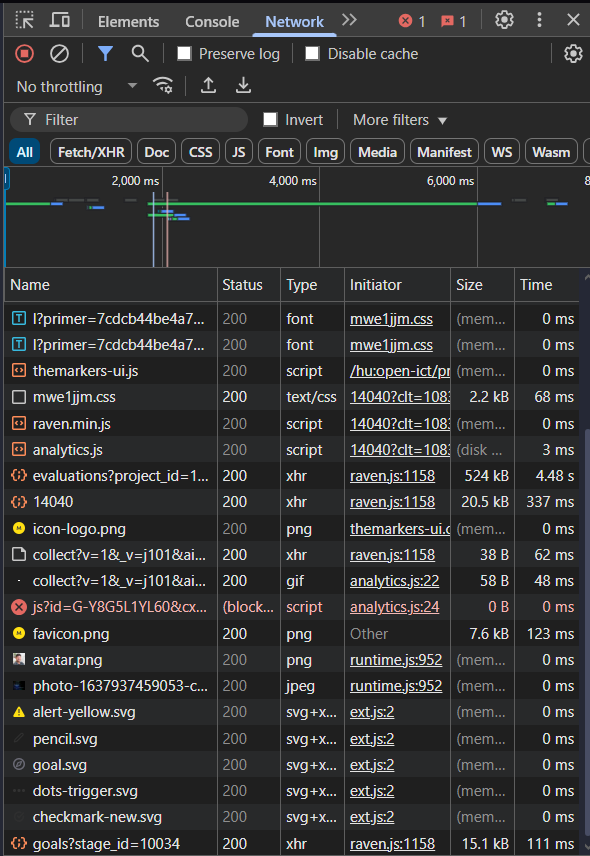 Elements Console Network 1 1
Preserve log Disable cache
No throttling
Filter Invert More filters
All Fetch/XHR Doc CSS JS Font Img Media Manifest WS Wasm
2,000 ms 4,000 ms 6,000 ms 8
Name Status Type Initiator Size Time
l?primer=7cdcb44be4a7... 200 font mwe1jjm.css (mem... 0 ms
l?primer=7cdcb44be4a7... 200 font mwe1jjm.css (mem... 0 ms
themarkers-ui.js 200 script /hu:open-ict/pr (mem... 0 ms
mwe1jjm.css 200 text/css 14040?clt=1083 2.2 kB 68 ms
raven.min.js 200 script 14040?clt=1083 (mem... 0 ms
analytics.js 200 script 14040?clt=1083 (disk ... 3 ms
evaluations?project_id=1... 200 xhr raven.js:1158 524 kB 4.48 s
14040 200 xhr raven.js:1158 20.5 kB 337 ms
icon-logo.png 200 png themarkers-ui.c (mem... 0 ms
collect?v=1&_v=j101&ai... 200 xhr raven.js:1158 38 B 62 ms
collect?v=1&_v=j101&ai... 200 gif analytics.js:22 58 B 48 ms
js?id=G-Y8G5L1YL60&cx... (block... script analytics.js:24 0 B 0 ms
favicon.png 200 png Other 7.6 kB 123 ms
avatar.png 200 png runtime.js:952 (mem... 0 ms
photo-1637937459053-c... 200 jpeg runtime.js:952 (mem... 0 ms
alert-yellow.svg 200 svg+x... ext.js:2 (mem... 0 ms
pencil.svg 200 svg+x... ext.js:2 (mem... 0 ms
goal.svg 200 svg+x... ext.js:2 (mem... 0 ms
dots-trigger.svg 200 svg+x... ext.js:2 (mem... 0 ms
checkmark-new.svg 200 svg+x... ext.js:2 (mem... 0 ms
goals?stage_id=10034 200 xhr raven.js:1158 15.1 kB 111 ms